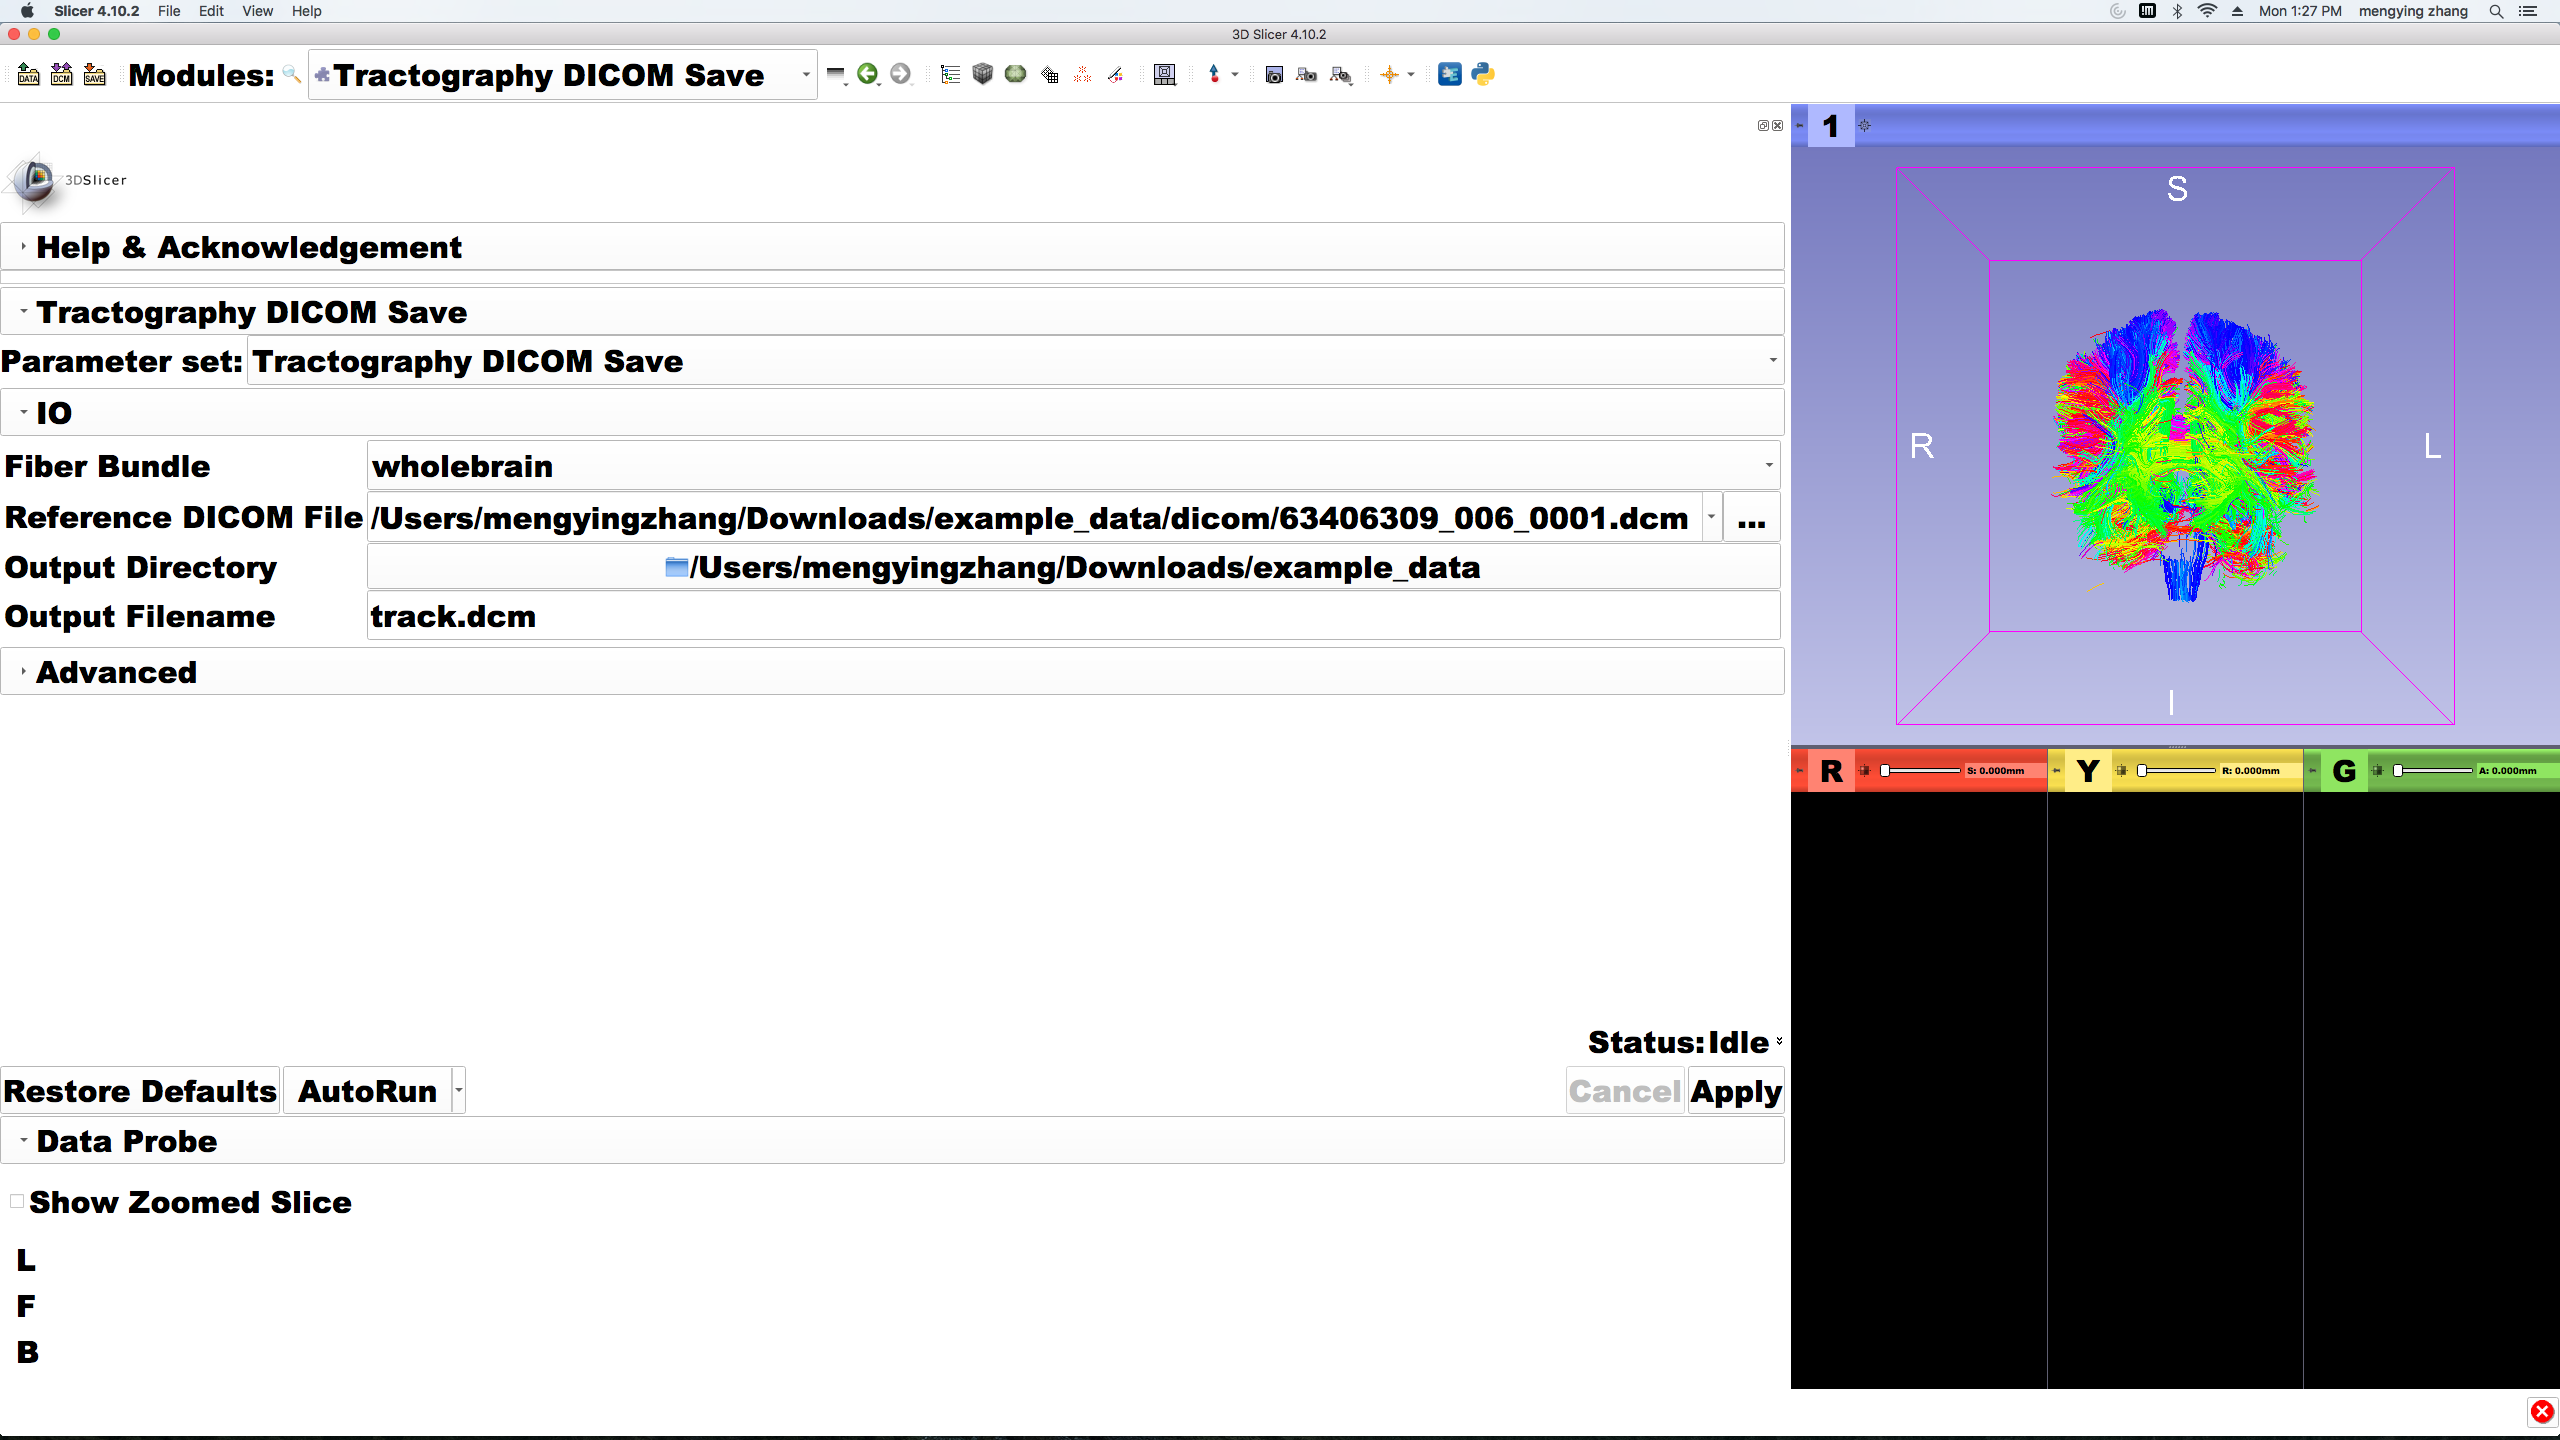 Slicer 4.10.2 File Edit View Help
Mon 1:27 PM mengying zhang
3D Slicer 4.10.2
DATA DCM SAVE Modules: Tractography DICOM Save
1
3DSlicer
Help & Acknowledgement
Tractography DICOM Save
Parameter set: Tractography DICOM Save
IO
Fiber Bundle wholebrain
Reference DICOM File /Users/mengyingzhang/Downloads/example_data/dicom/63406309_006_0001.dcm ...
Output Directory /Users/mengyingzhang/Downloads/example_data
Output Filename track.dcm
Advanced
S
R L
I
R S: 0.000mm Y R: 0.000mm G A: 0.000mm
Status: Idle
Restore Defaults AutoRun Cancel Apply
Data Probe
Show Zoomed Slice
L
F
B